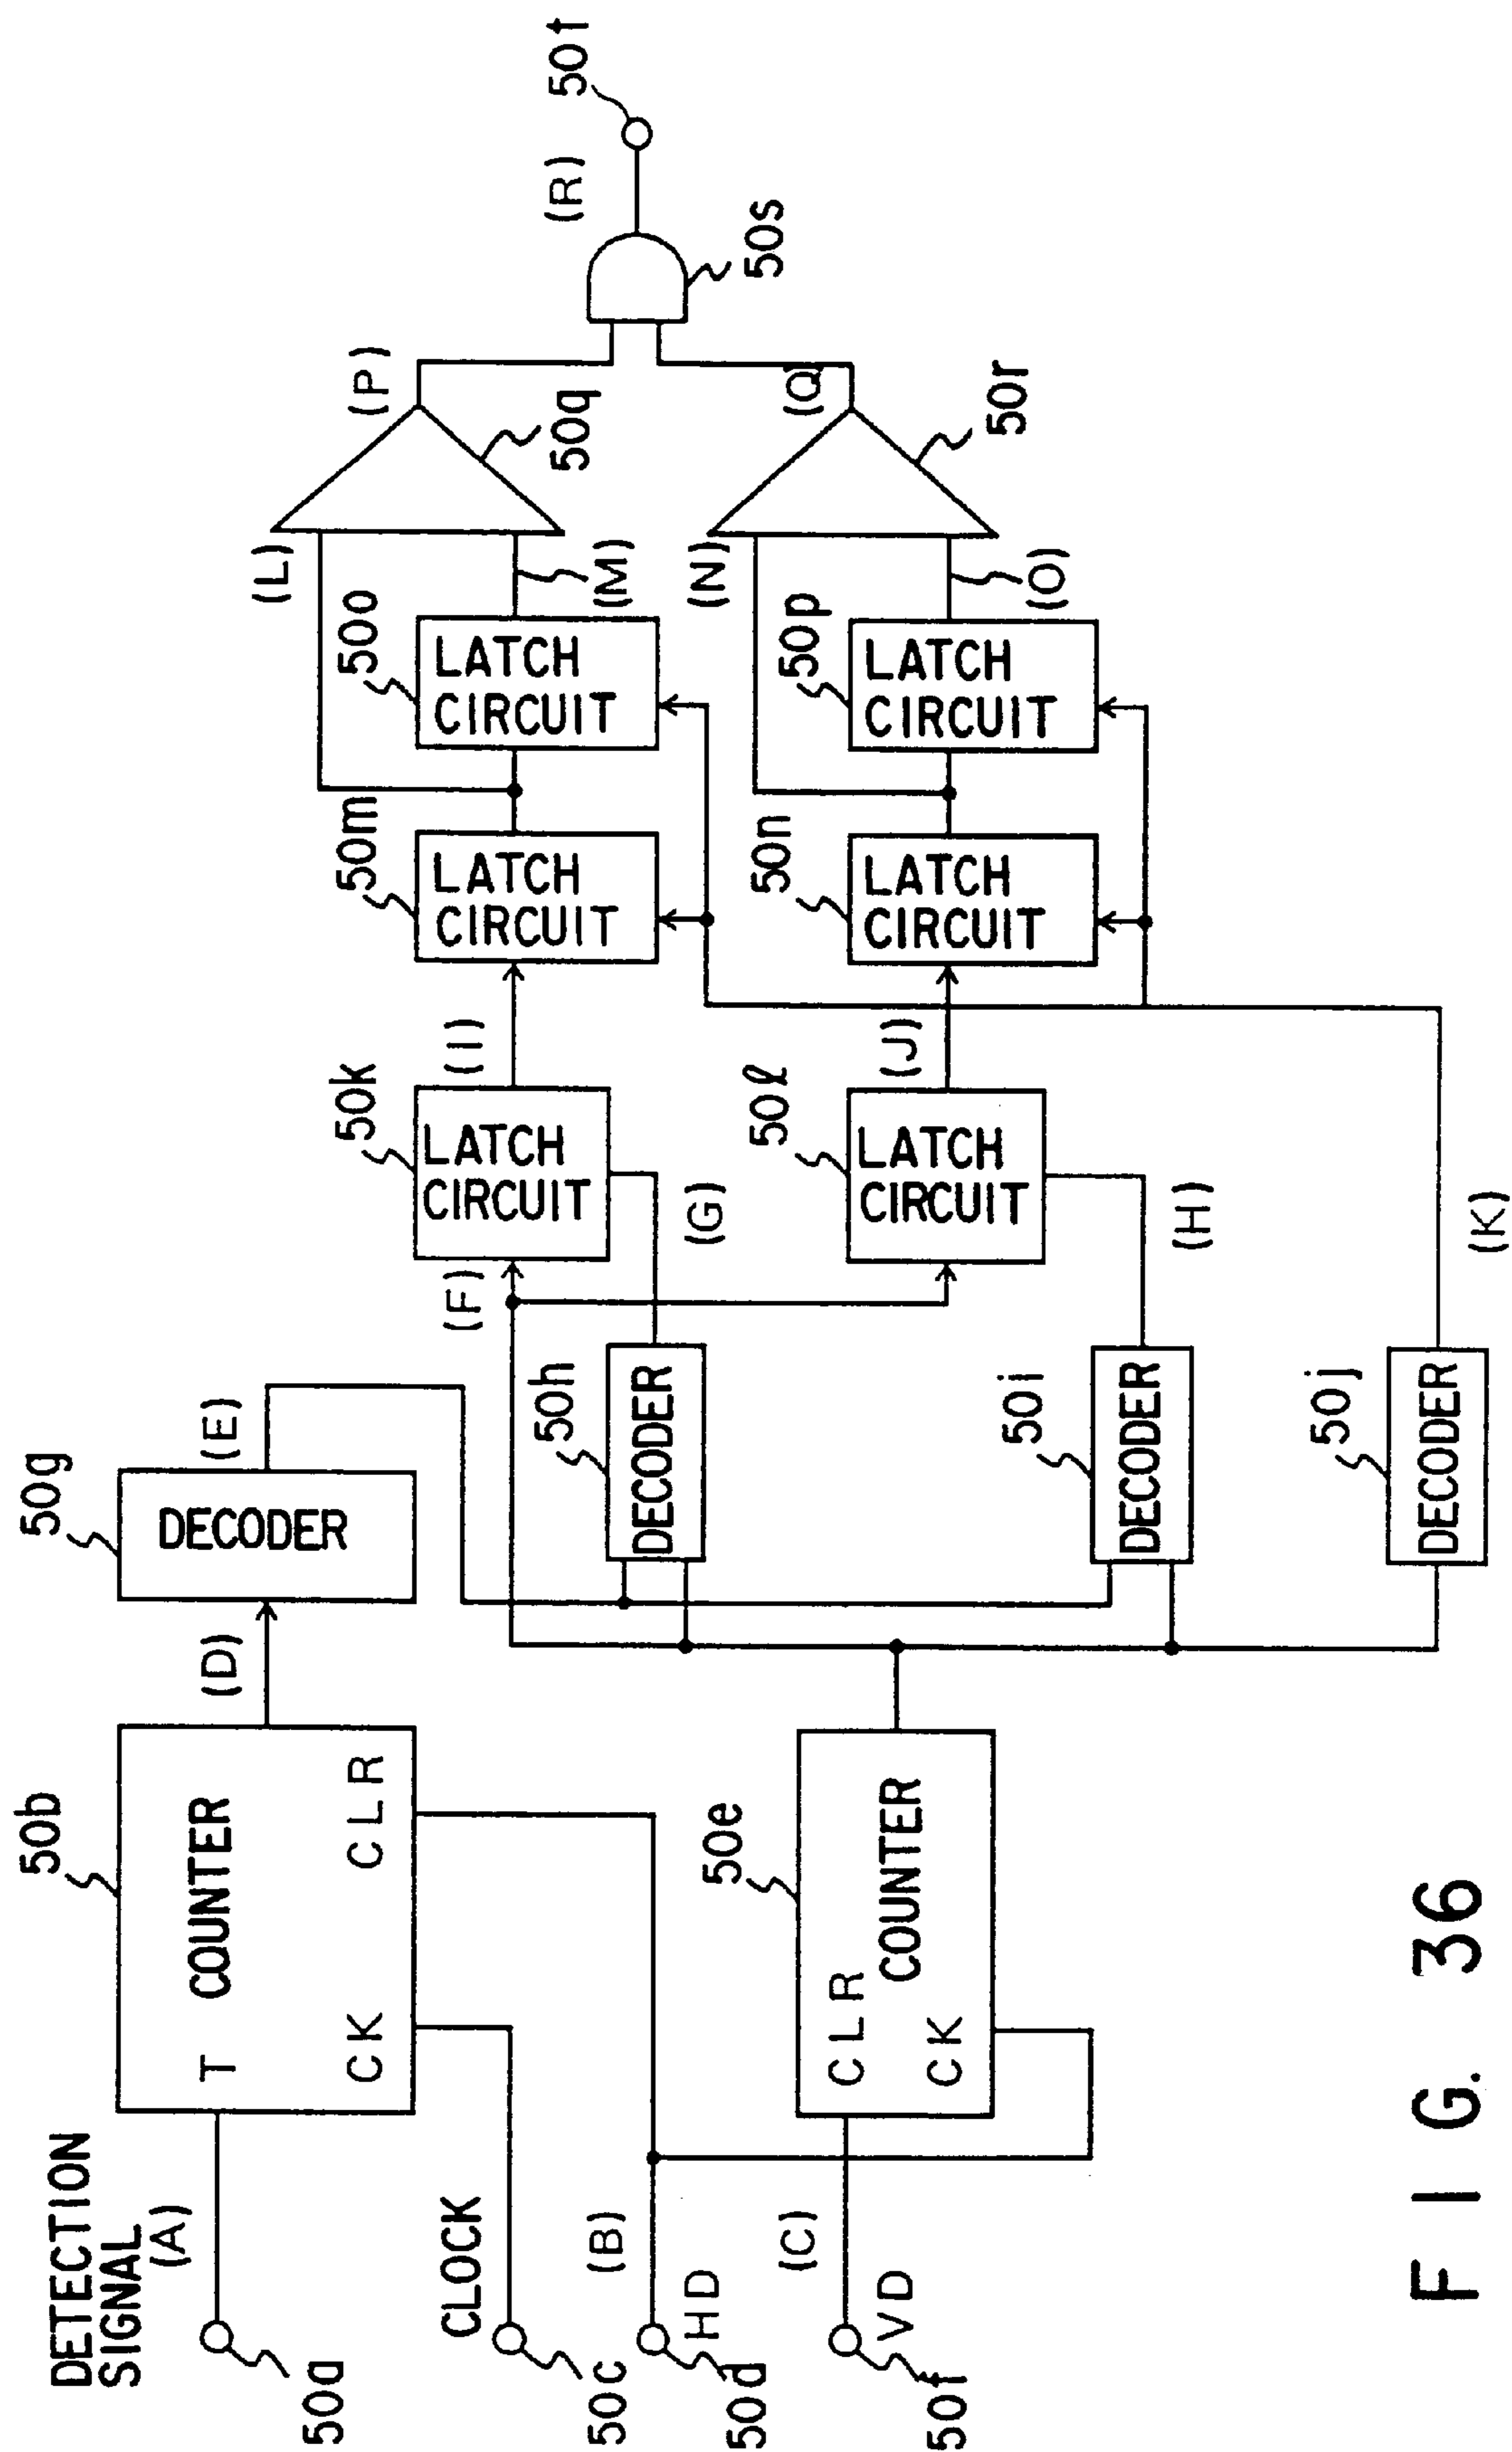 DETECTION
SIGNAL
(A)
50a
CLOCK
50c
(B)
HD
50d
(C)
VD
50f
50b
T
COUNTER
CK
CLR
(D)
50g
DECODER
(E)
50e
CLR
COUNTER
CK
50h
DECODER
50i
DECODER
50j
DECODER
(F)
50k
LATCH
CIRCUIT
(G)
(I)
50ℓ
LATCH
CIRCUIT
(H)
(J)
(K)
50m
LATCH
CIRCUIT
50o
LATCH
CIRCUIT
(L)
(M)
50n
LATCH
CIRCUIT
50p
LATCH
CIRCUIT
(N)
(O)
50q
(P)
50r
(Q)
50s
(R)
50t
FIG. 36